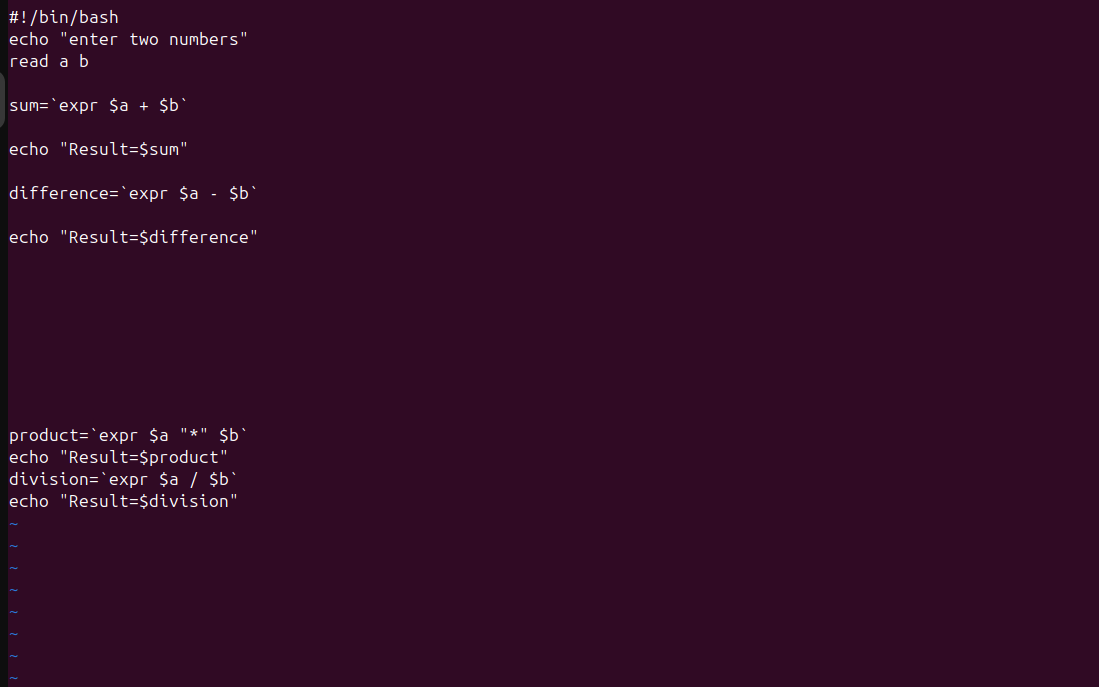 #!/bin/bash
echo "enter two numbers"
read a b
sum=`expr $a + $b`
echo "Result=$sum"
difference=`expr $a - $b`
echo "Result=$difference"
product=`expr $a "*" $b`
echo "Result=$product"
division=`expr $a / $b`
echo "Result=$division"
~
~
~
~
~
~
~
~